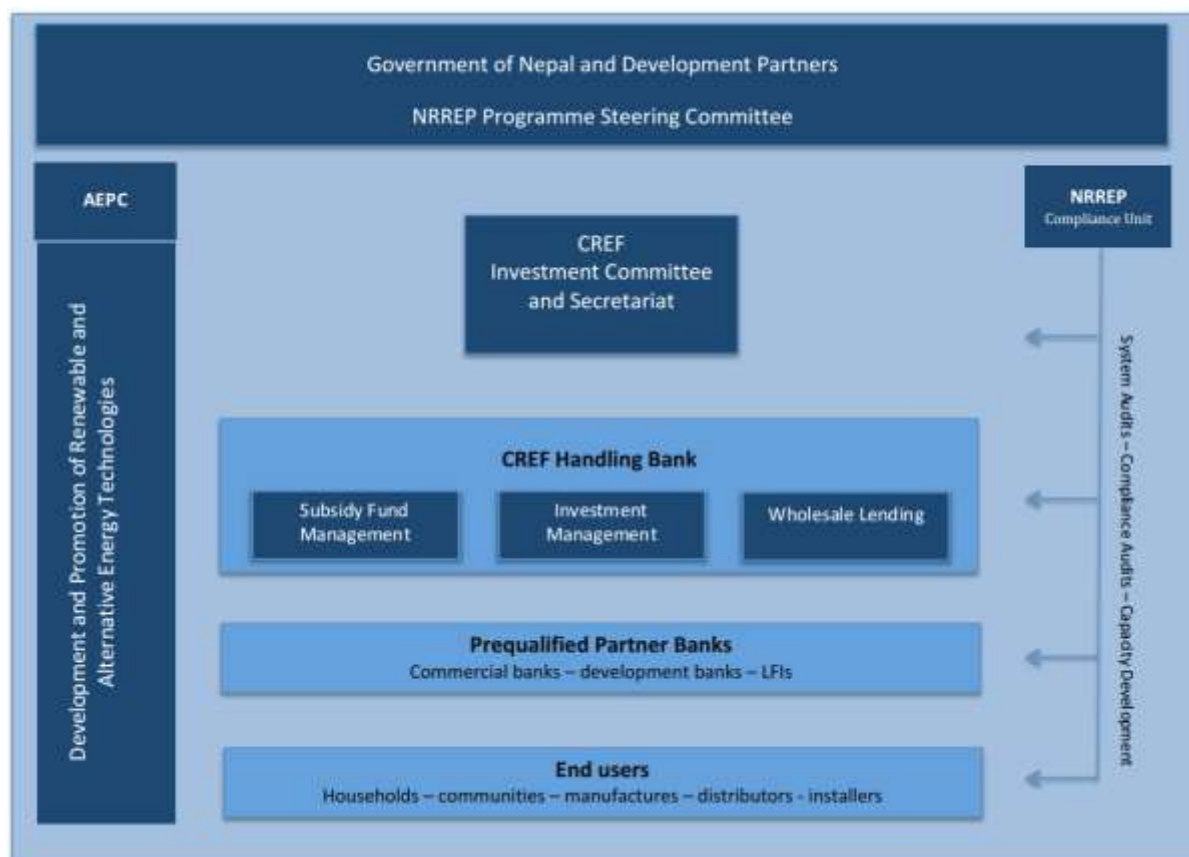 Government of Nepal and Development Partners
NRREP Programme Steering Committee
AEPC
Development and Promotion of Renewable and
Alternative Energy Technologies
CREF
Investment Committee
and Secretariat
CREF Handling Bank
Subsidy Fund
Management
Investment
Management
Wholesale Lending
Prequalified Partner Banks
Commercial banks – development banks – LFIs
End users
Households – communities – manufactures – distributors - installers
NRREP
Compliance Unit
System Audits – Compliance Audits – Capacity Development